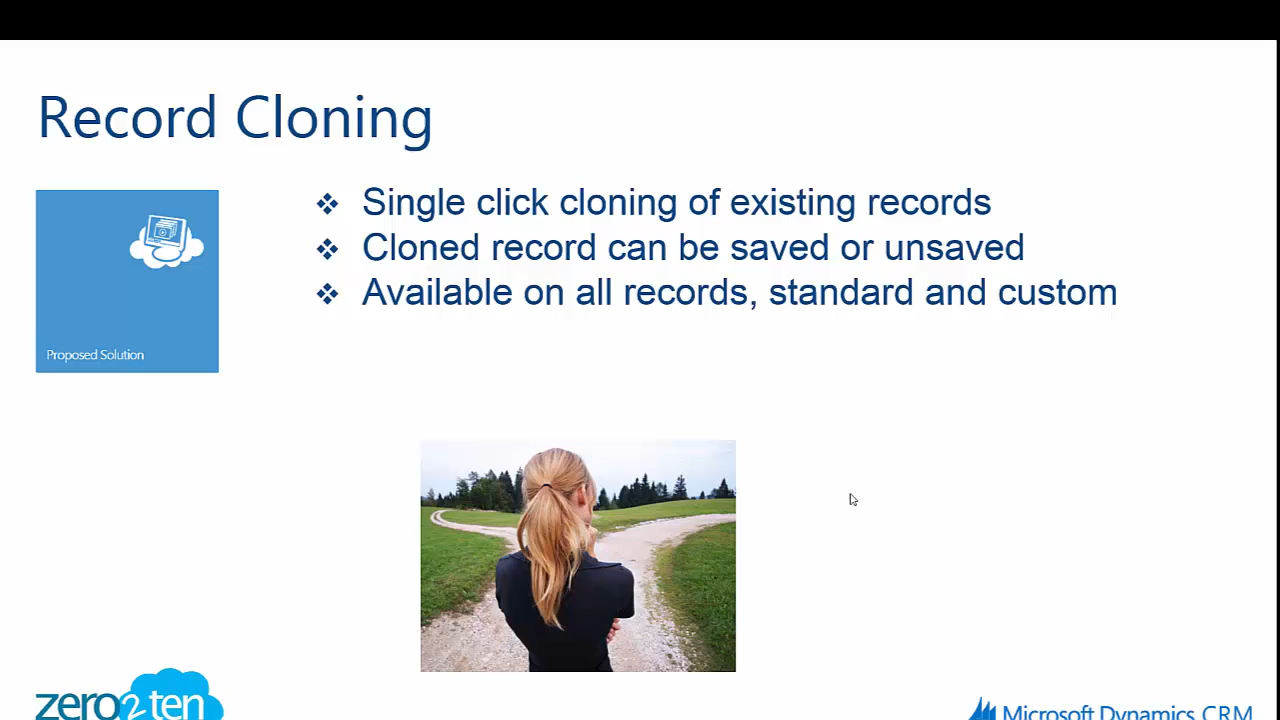 Record Cloning
❖ Single click cloning of existing records
❖ Cloned record can be saved or unsaved
❖ Available on all records, standard and custom
Proposed Solution
zero2ten
Microsoft Dynamics CRM